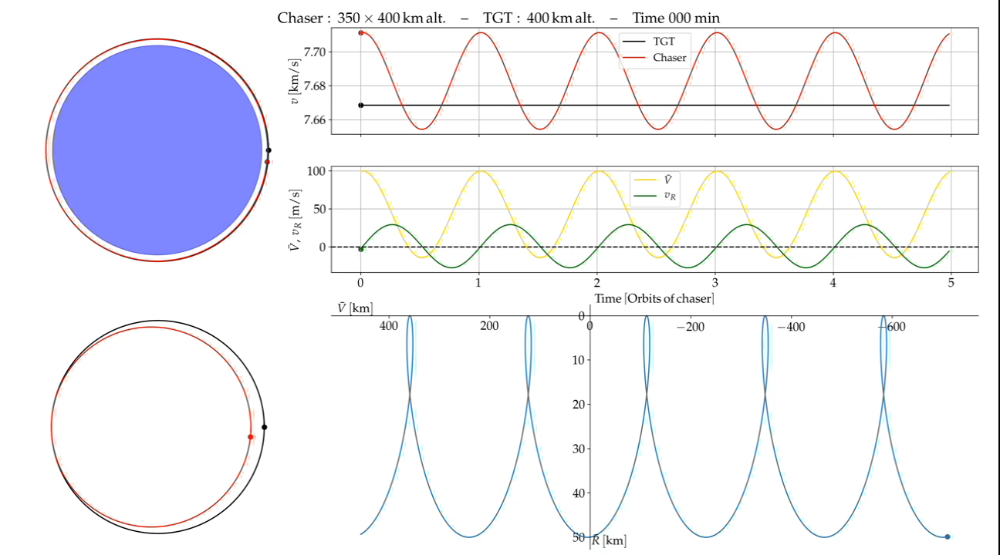 Chaser : 350 × 400 km alt. – TGT : 400 km alt. – Time 000 min
v [km/s]
7.70
7.68
7.66
TGT
Chaser
V̄, v_R [m/s]
100
50
0
V̄
v_R
0 1 2 3 4 5
Time [Orbits of chaser]
V̄ [km]
400 200 0 −200 −400 −600
0
10
20
30
40
50
R [km]